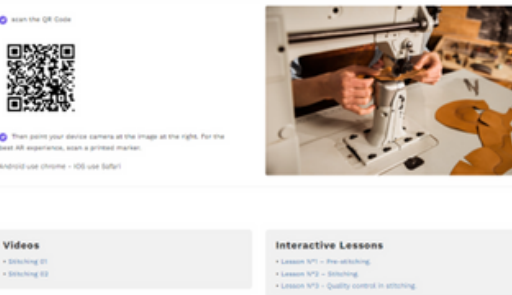 scan the QR Code
Then point your device camera at the image at the right. For the
best AR experience, scan a printed marker.
Android use chrome - IOS use Safari
Videos
• Stitching 01
• Stitching 02
Interactive Lessons
• Lesson N°1 - Pre-stitching
• Lesson N°2 - Stitching
• Lesson N°3 - Quality control in stitching